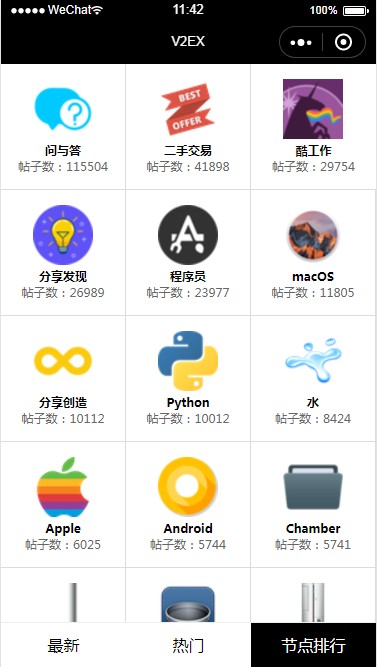 WeChat 11:42 100%
V2EX
BEST
OFFER
问与答 二手交易 酷工作
帖子数：115504 帖子数：41898 帖子数：29754
分享发现 程序员 macOS
帖子数：26989 帖子数：23977 帖子数：11805
分享创造 Python 水
帖子数：10112 帖子数：10012 帖子数：8424
Apple Android Chamber
帖子数：6025 帖子数：5744 帖子数：5741
最新 热门 节点排行